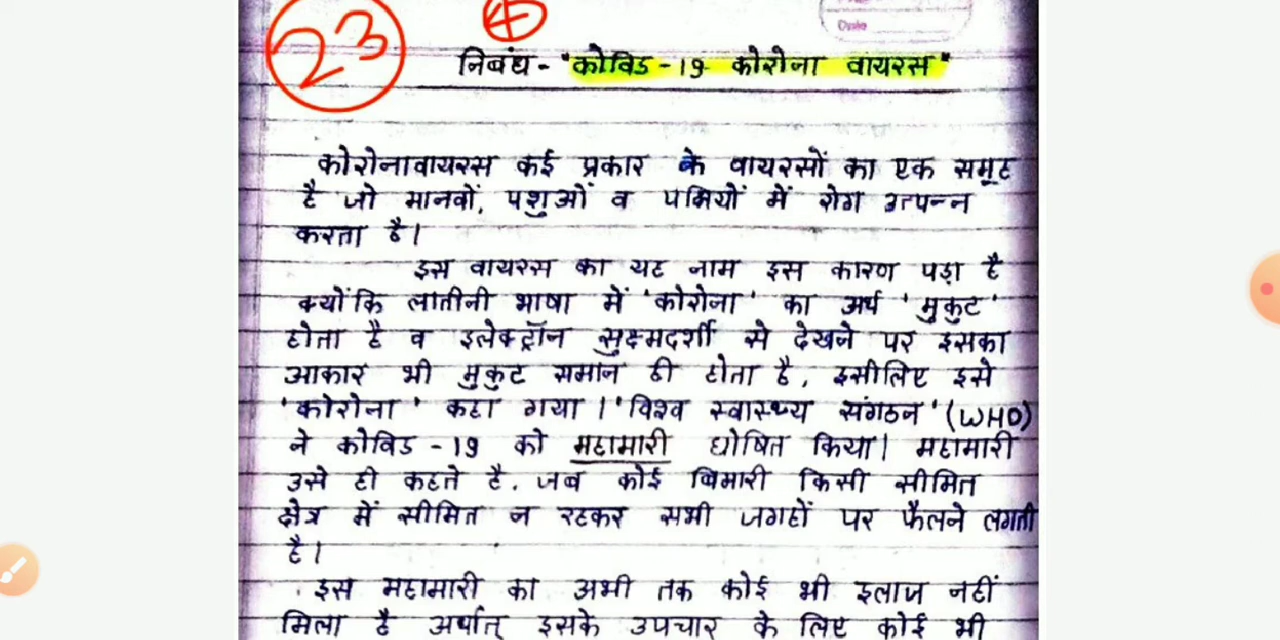 23
4
Date
निबंध - "कोविड -19 कोरोना वायरस"
कोरोनावायरस कई प्रकार के वायरसों का एक समूह
है जो मानवों, पशुओं व पक्षियों में रोग उत्पन्न
करता है।
इस वायरस का यह नाम इस कारण पड़ा है
क्योंकि लातीनी भाषा में 'कोरोना' का अर्थ 'मुकुट'
होता है व इलेक्ट्रॉन सुक्ष्मदर्शी से देखने पर इसका
आकार भी मुकुट समान ही होता है, इसीलिए इसे
'कोरोना' कहा गया। 'विश्व स्वास्थ्य संगठन' (WHO)
ने कोविड -19 को महामारी घोषित किया। महामारी
उसे ही कहते है, जब कोई बिमारी किसी सीमित
क्षेत्र में सीमित न रहकर सभी जगहों पर फैलने लगती
है।
इस महामारी का अभी तक कोई भी इलाज नहीं
मिला है अर्थात् इसके उपचार के लिए कोई भी